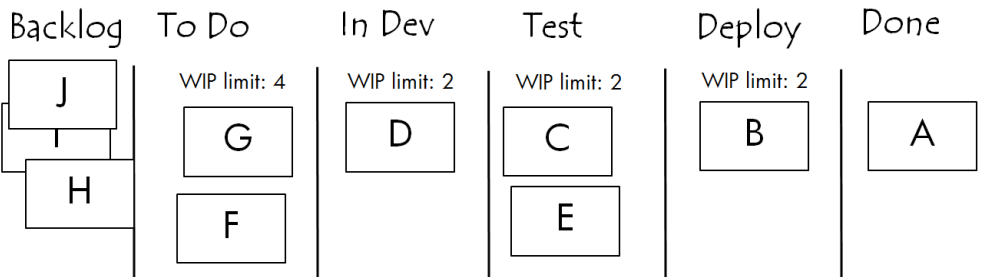 Backlog To Do In Dev Test Deploy Done
WIP limit: 4 WIP limit: 2 WIP limit: 2 WIP limit: 2
J
I
H
G
F
D
C
E
B
A